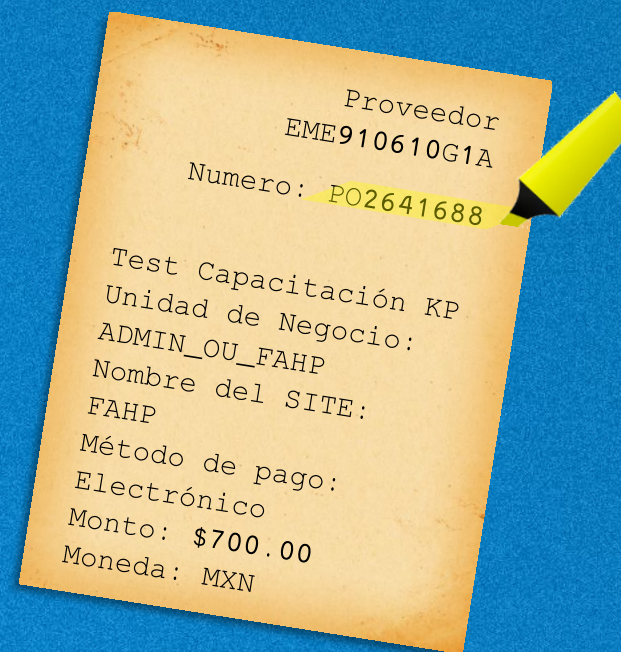 Proveedor
EME910610G1A
Numero: PO2641688
Test Capacitación KP
Unidad de Negocio:
ADMIN_OU_FAHP
Nombre del SITE:
FAHP
Método de pago:
Electrónico
Monto: $700.00
Moneda: MXN